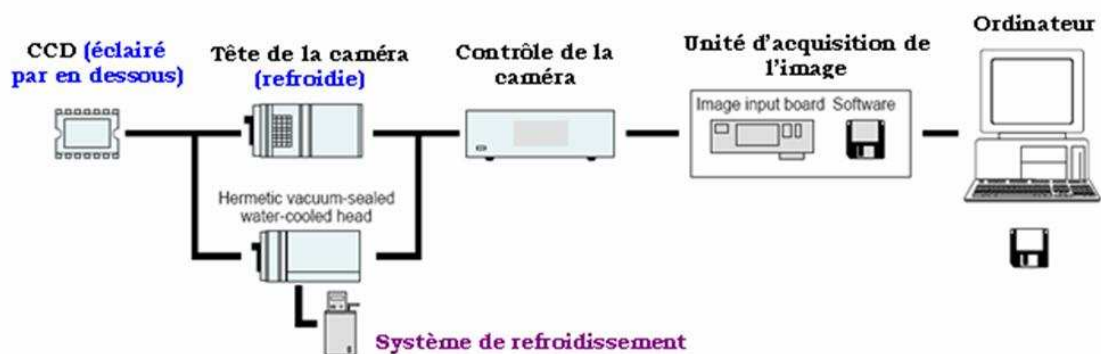 CCD (éclairé
par en dessous)
Tête de la caméra
(refroidie)
Contrôle de la
caméra
Unité d'acquisition de
l'image
Ordinateur
Image input board
Software
Hermetic vacuum-sealed
water-cooled head
Système de refroidissement